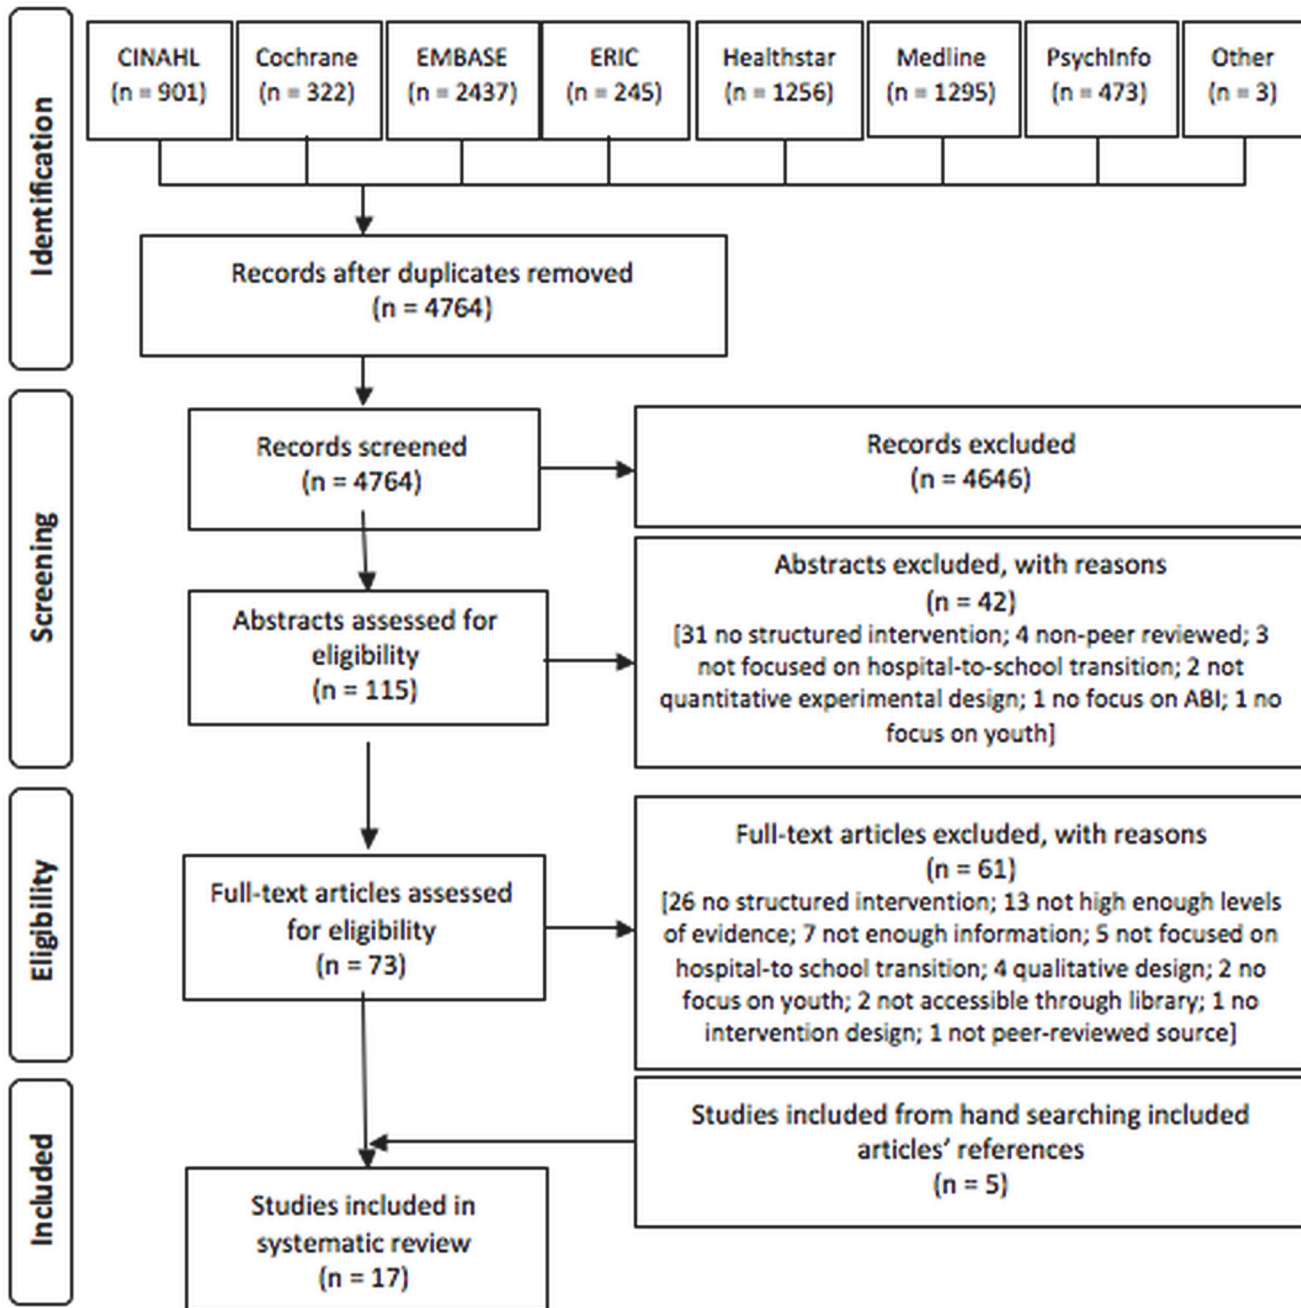 Identification
CINAHL
(n = 901)
Cochrane
(n = 322)
EMBASE
(n = 2437)
ERIC
(n = 245)
Healthstar
(n = 1256)
Medline
(n = 1295)
PsychInfo
(n = 473)
Other
(n = 3)
Records after duplicates removed
(n = 4764)
Screening
Records screened
(n = 4764)
Records excluded
(n = 4646)
Abstracts assessed for
eligibility
(n = 115)
Abstracts excluded, with reasons
(n = 42)
[31 no structured intervention; 4 non-peer reviewed; 3
not focused on hospital-to-school transition; 2 not
quantitative experimental design; 1 no focus on ABI; 1 no
focus on youth]
Eligibility
Full-text articles assessed
for eligibility
(n = 73)
Full-text articles excluded, with reasons
(n = 61)
[26 no structured intervention; 13 not high enough levels
of evidence; 7 not enough information; 5 not focused on
hospital-to school transition; 4 qualitative design; 2 no
focus on youth; 2 not accessible through library; 1 no
intervention design; 1 not peer-reviewed source]
Included
Studies included from hand searching included
articles’ references
(n = 5)
Studies included in
systematic review
(n = 17)